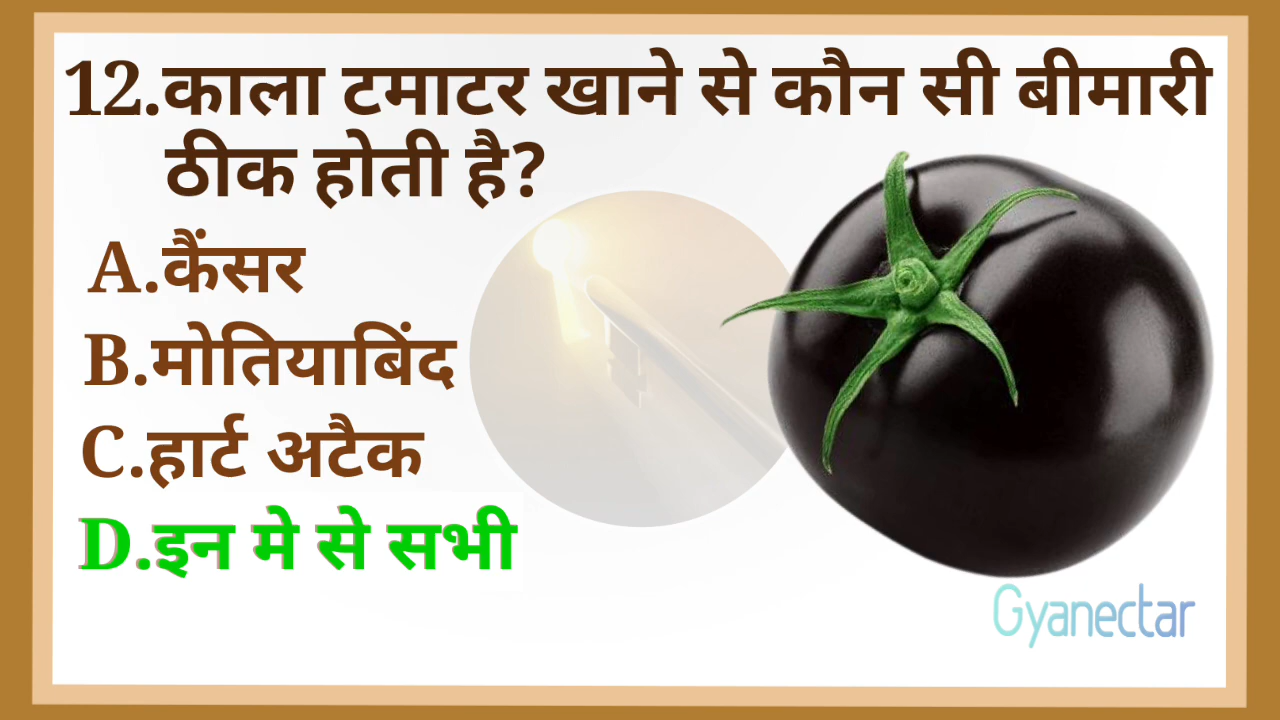 12.काला टमाटर खाने से कौन सी बीमारी
ठीक होती है?
A.कैंसर
B.मोतियाबिंद
C.हार्ट अटैक
D.इन मे से सभी
Gyanectar